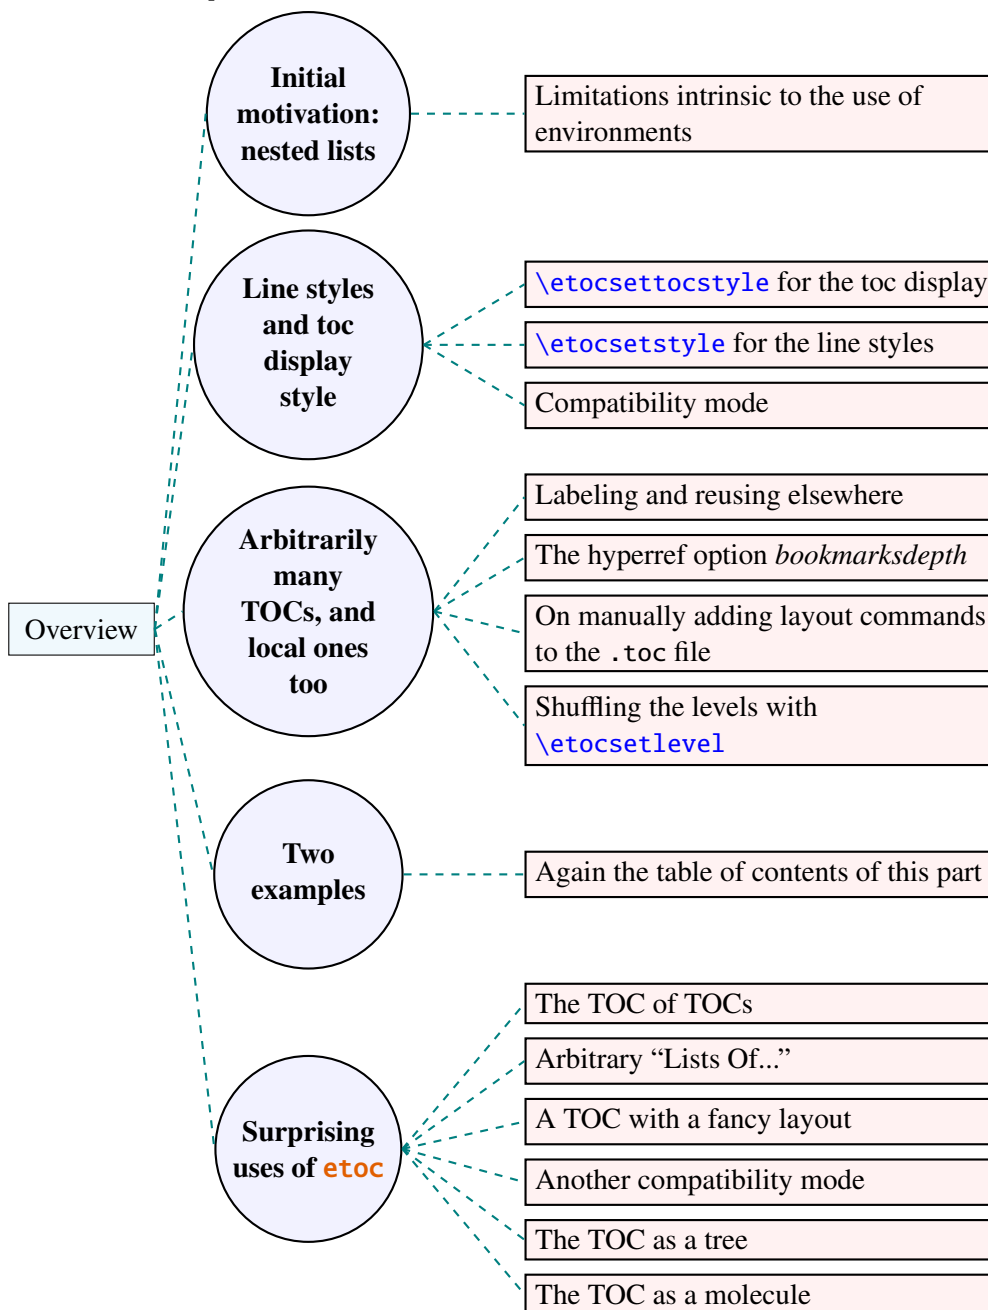 Initial
motivation:
nested lists
Limitations intrinsic to the use of
environments
Line styles
and toc
display
style
\etocsettocstyle for the toc display
\etocsetstyle for the line styles
Compatibility mode
Overview
Arbitrarily
many
TOCs, and
local ones
too
Labeling and reusing elsewhere
The hyperref option bookmarksdepth
On manually adding layout commands
to the .toc file
Shuffling the levels with
\etocsetlevel
Two
examples
Again the table of contents of this part
Surprising
uses of etoc
The TOC of TOCs
Arbitrary “Lists Of...”
A TOC with a fancy layout
Another compatibility mode
The TOC as a tree
The TOC as a molecule